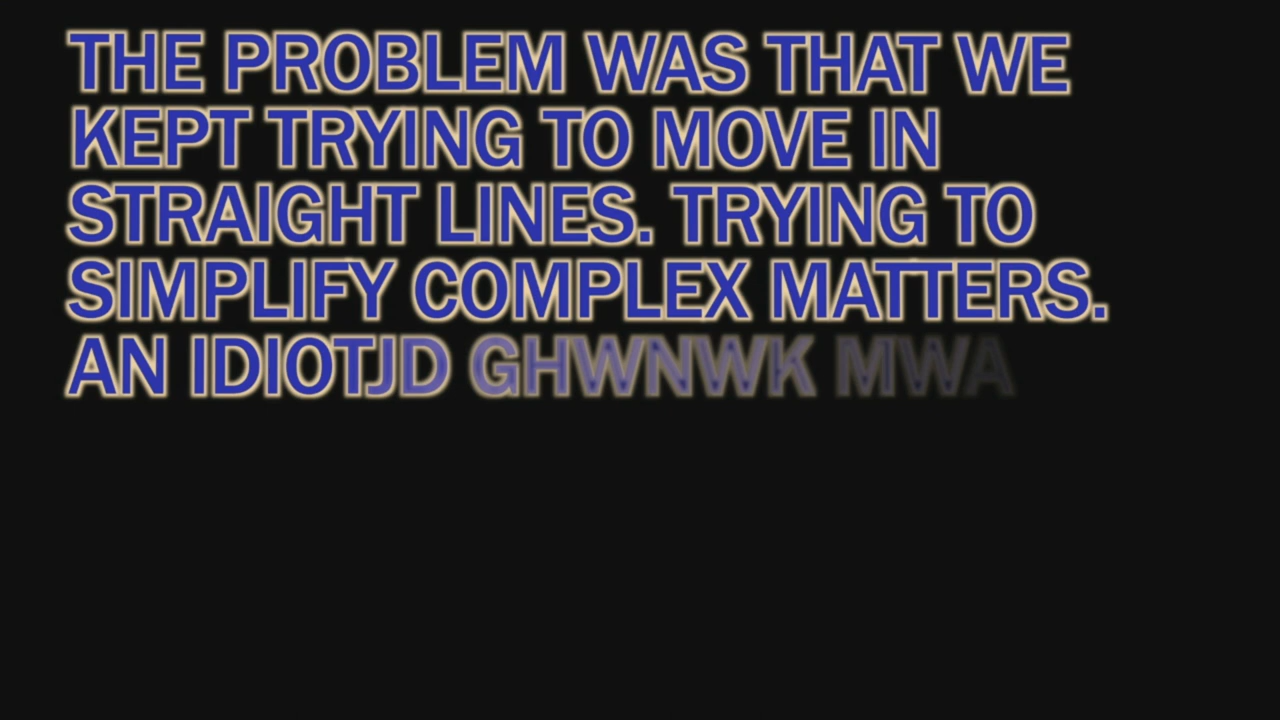 THE PROBLEM WAS THAT WE
KEPT TRYING TO MOVE IN
STRAIGHT LINES. TRYING TO
SIMPLIFY COMPLEX MATTERS.
AN IDIOTJD GHWNWK MWA